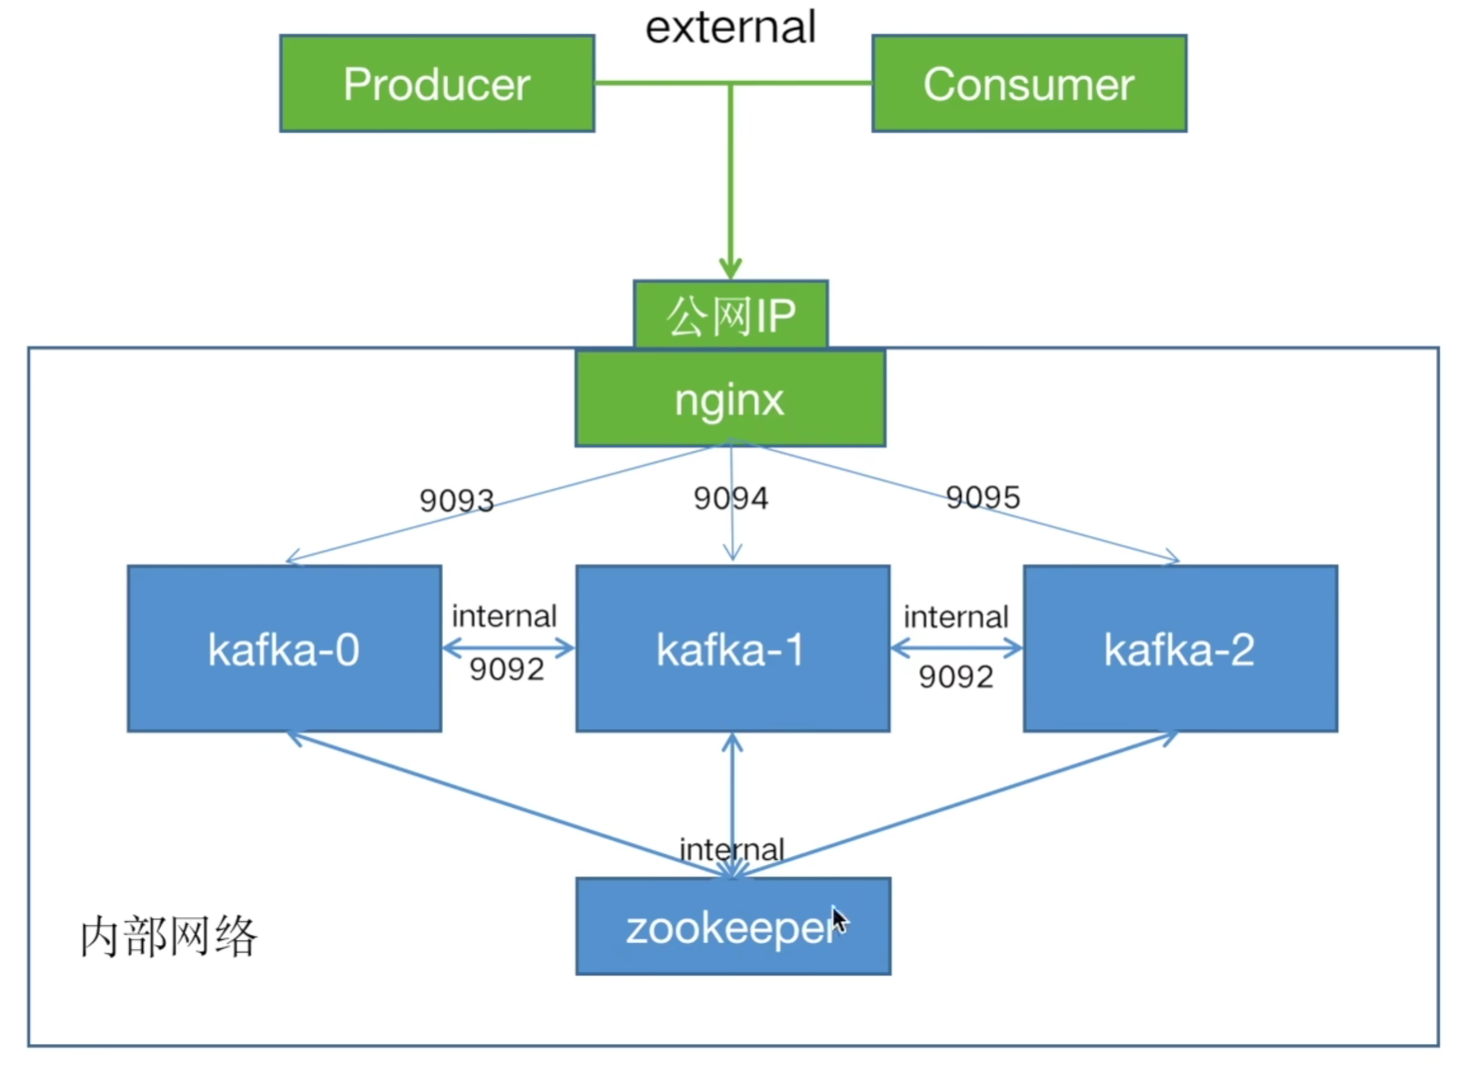 external
Producer
Consumer
公网IP
nginx
9093
9094
9095
kafka-0
internal
9092
kafka-1
internal
9092
kafka-2
internal
zookeeper
内部网络